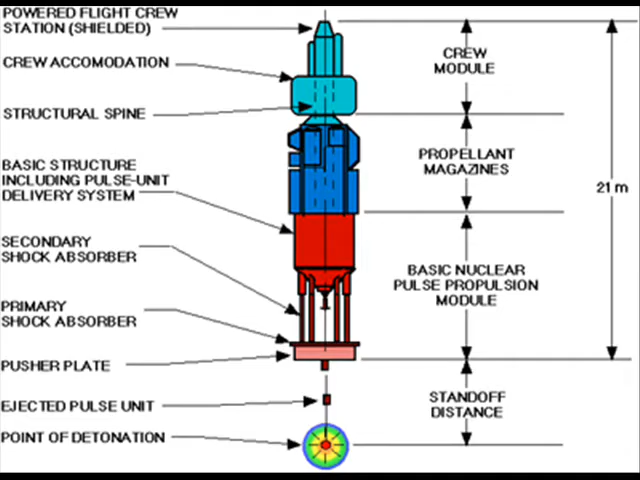 POWERED FLIGHT CREW
STATION (SHIELDED)
CREW ACCOMODATION
STRUCTURAL SPINE
BASIC STRUCTURE
INCLUDING PULSE-UNIT
DELIVERY SYSTEM
SECONDARY
SHOCK ABSORBER
PRIMARY
SHOCK ABSORBER
PUSHER PLATE
EJECTED PULSE UNIT
POINT OF DETONATION
CREW
MODULE
PROPELLANT
MAGAZINES
21 m
BASIC NUCLEAR
PULSE PROPULSION
MODULE
STANDOFF
DISTANCE